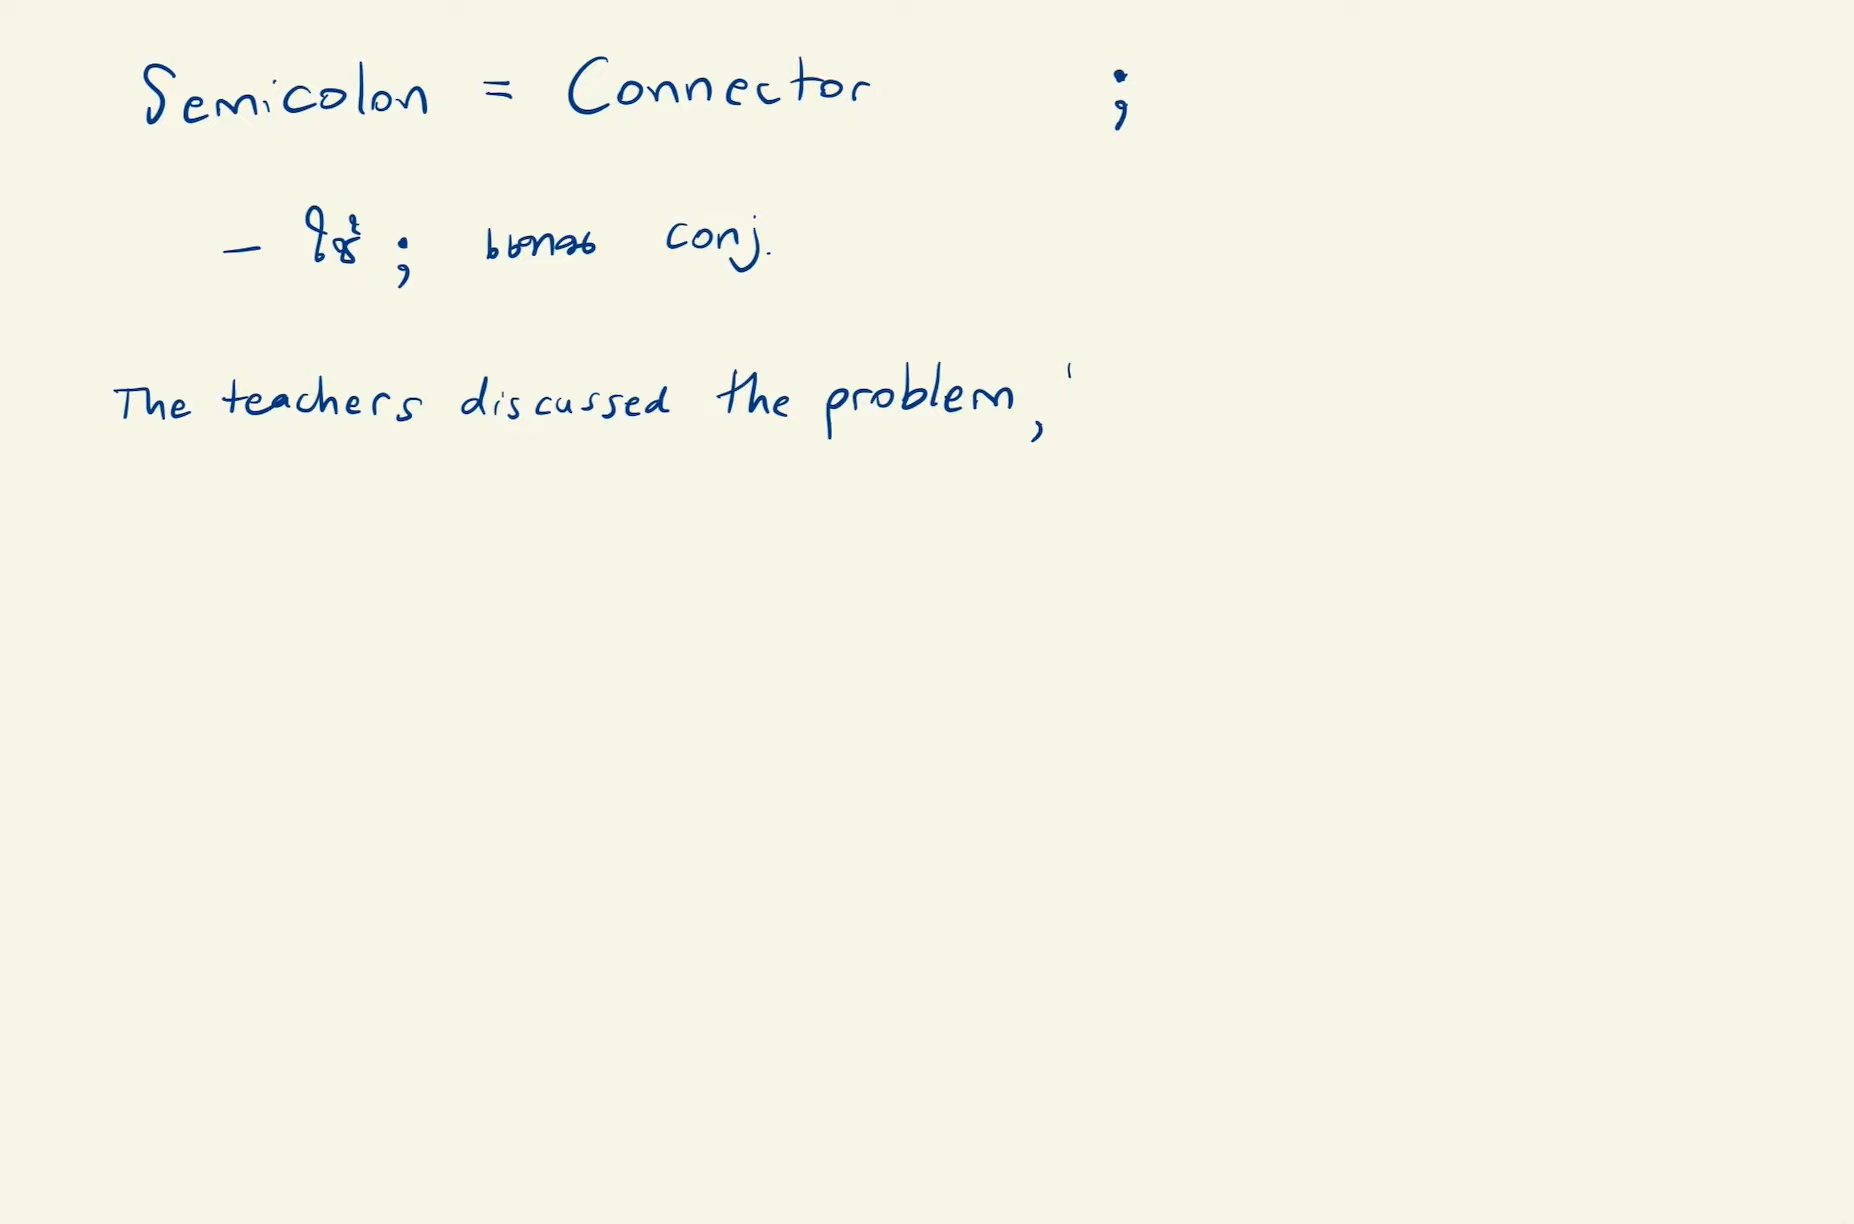 Semicolon = Connector ;
- ; conj.
The teachers discussed the problem,